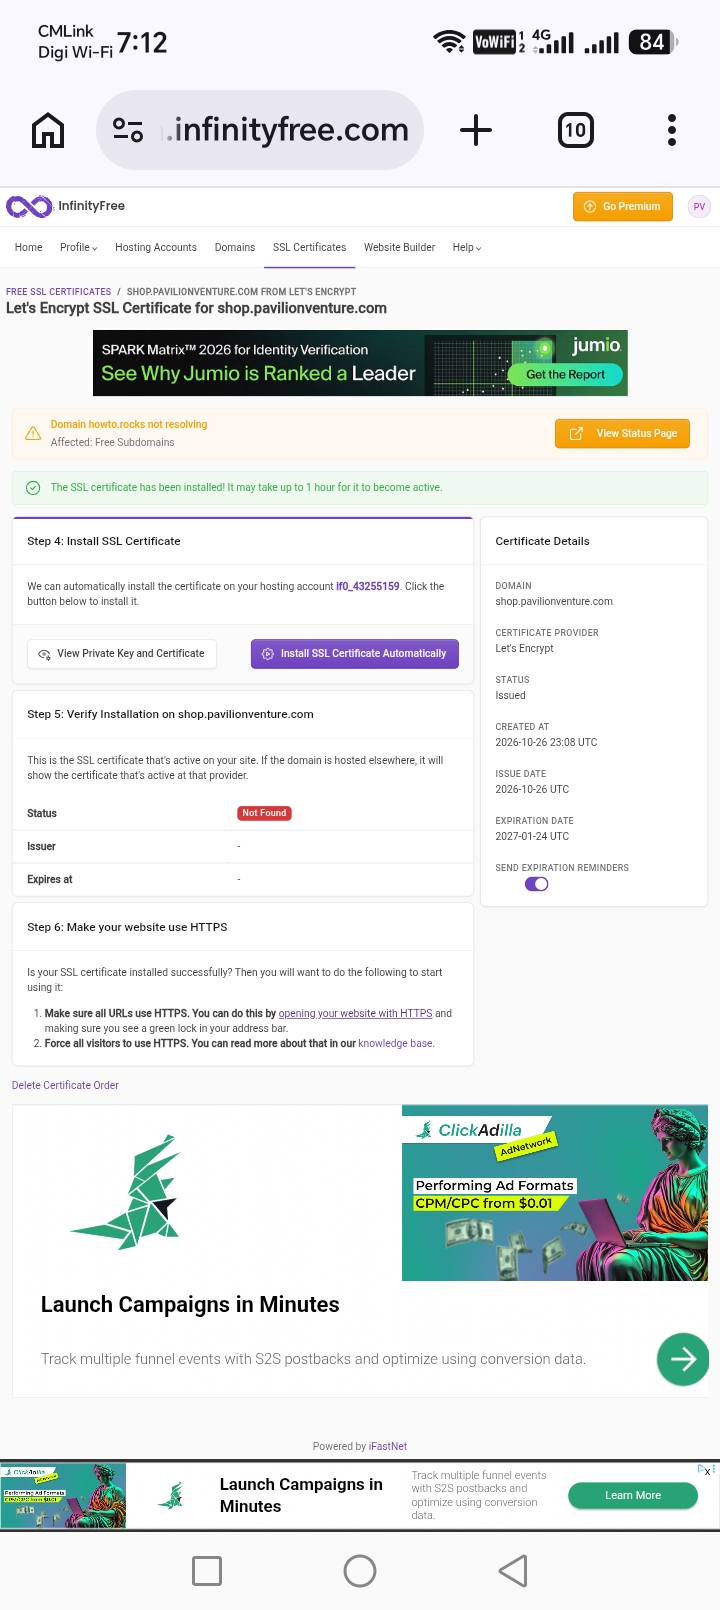 CMLink
Digi Wi-Fi 7:12
VoWiFi 1 2 4G 84
.infinityfree.com
10
InfinityFree
Go Premium
PV
Home Profile Hosting Accounts Domains SSL Certificates Website Builder Help
FREE SSL CERTIFICATES / SHOP.PAVILIONVENTURE.COM FROM LET'S ENCRYPT
Let's Encrypt SSL Certificate for shop.pavilionventure.com
SPARK Matrix™ 2026 for Identity Verification
See Why Jumio is Ranked a Leader
jumio.
Get the Report
Domain howto.rocks not resolving
Affected: Free Subdomains
View Status Page
The SSL certificate has been installed! It may take up to 1 hour for it to become active.
Step 4: Install SSL Certificate
We can automatically install the certificate on your hosting account if0_43255159. Click the
button below to install it.
View Private Key and Certificate
Install SSL Certificate Automatically
Step 5: Verify Installation on shop.pavilionventure.com
This is the SSL certificate that's active on your site. If the domain is hosted elsewhere, it will
show the certificate that's active at that provider.
Status Not Found
Issuer -
Expires at -
Step 6: Make your website use HTTPS
Is your SSL certificate installed successfully? Then you will want to do the following to start
using it:
1. Make sure all URLs use HTTPS. You can do this by opening your website with HTTPS and
making sure you see a green lock in your address bar.
2. Force all visitors to use HTTPS. You can read more about that in our knowledge base.
Certificate Details
DOMAIN
shop.pavilionventure.com
CERTIFICATE PROVIDER
Let's Encrypt
STATUS
Issued
CREATED AT
2026-10-26 23:08 UTC
ISSUE DATE
2026-10-26 UTC
EXPIRATION DATE
2027-01-24 UTC
SEND EXPIRATION REMINDERS
Delete Certificate Order
ClickAdilla
AdNetwork
Performing Ad Formats
CPM/CPC from $0.01
Launch Campaigns in Minutes
Track multiple funnel events with S2S postbacks and optimize using conversion data.
Powered by iFastNet
ClickAdilla
AdNetwork
Performing Ad Formats
CPM/CPC from $0.01
Launch Campaigns in
Minutes
Track multiple funnel events
with S2S postbacks and
optimize using conversion
data.
Learn More
X